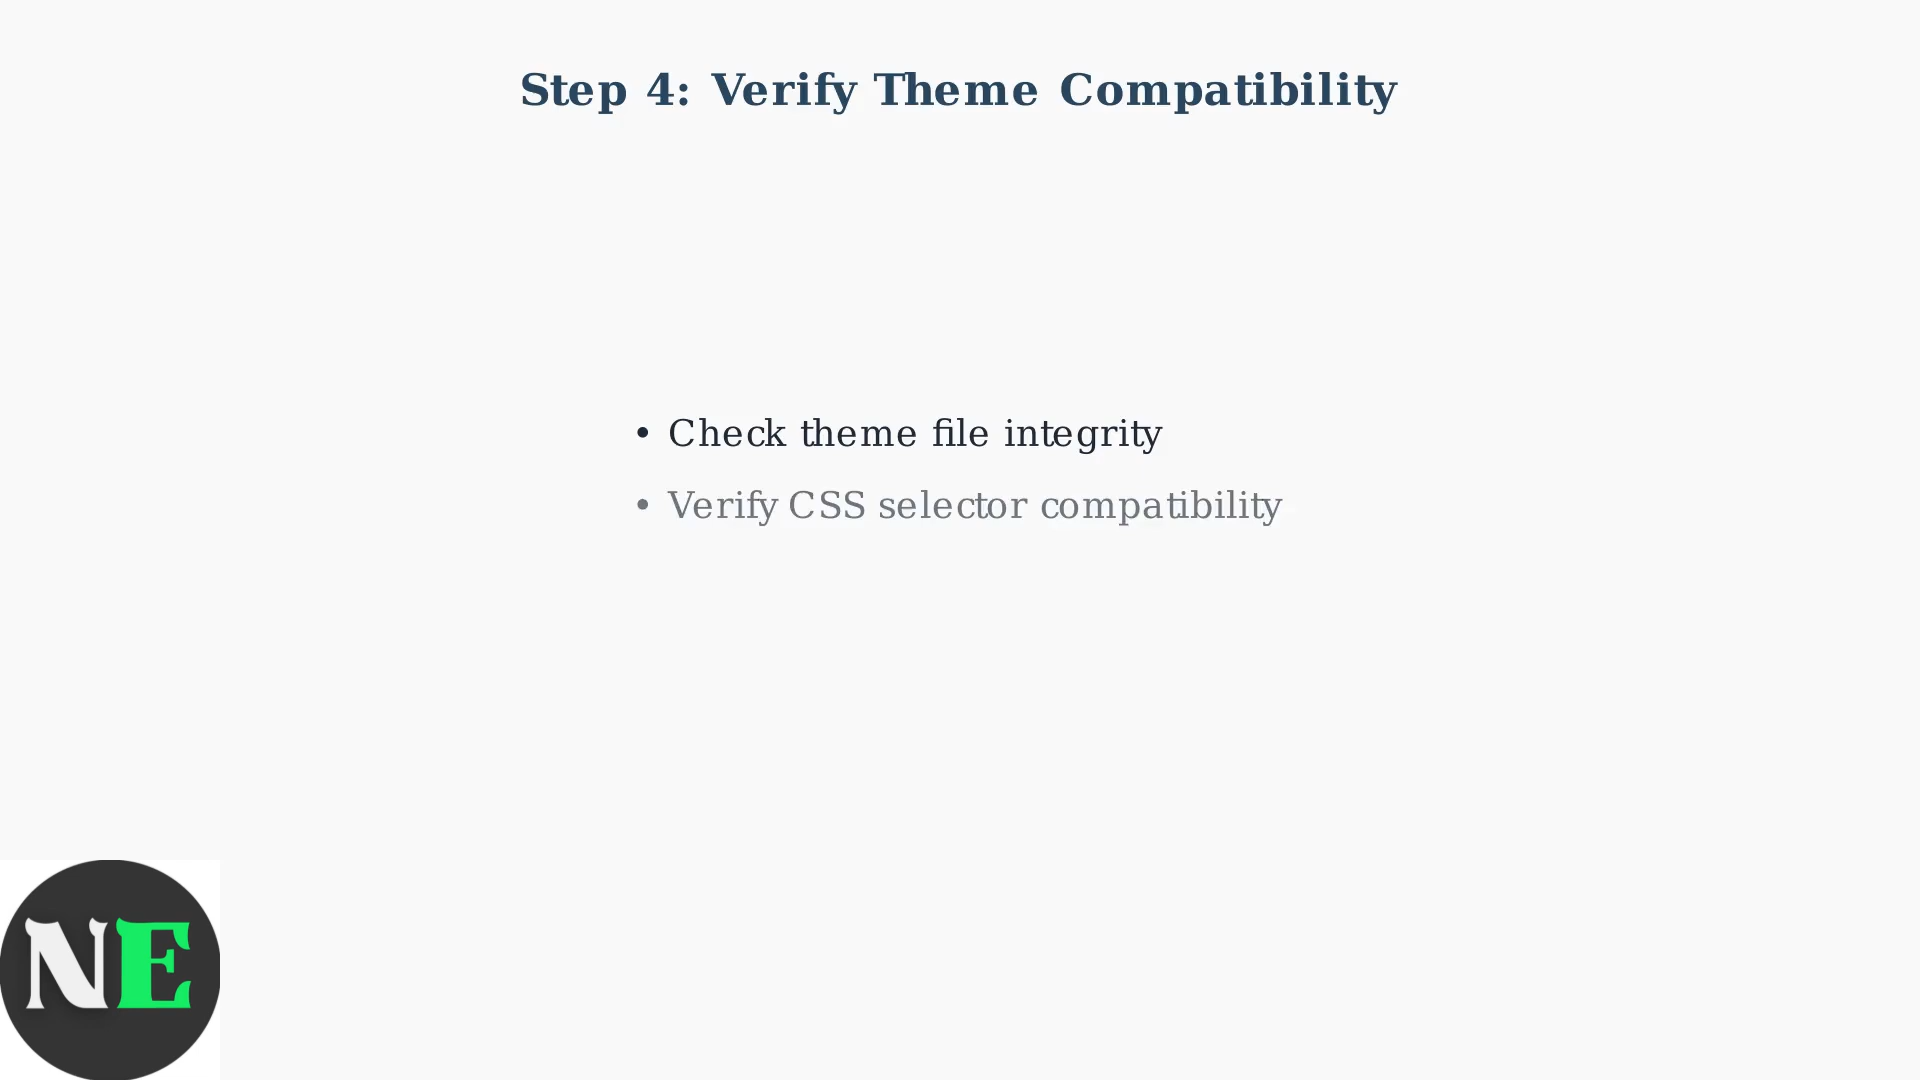 Step 4: Verify Theme Compatibility
• Check theme file integrity
• Verify CSS selector compatibility
NE